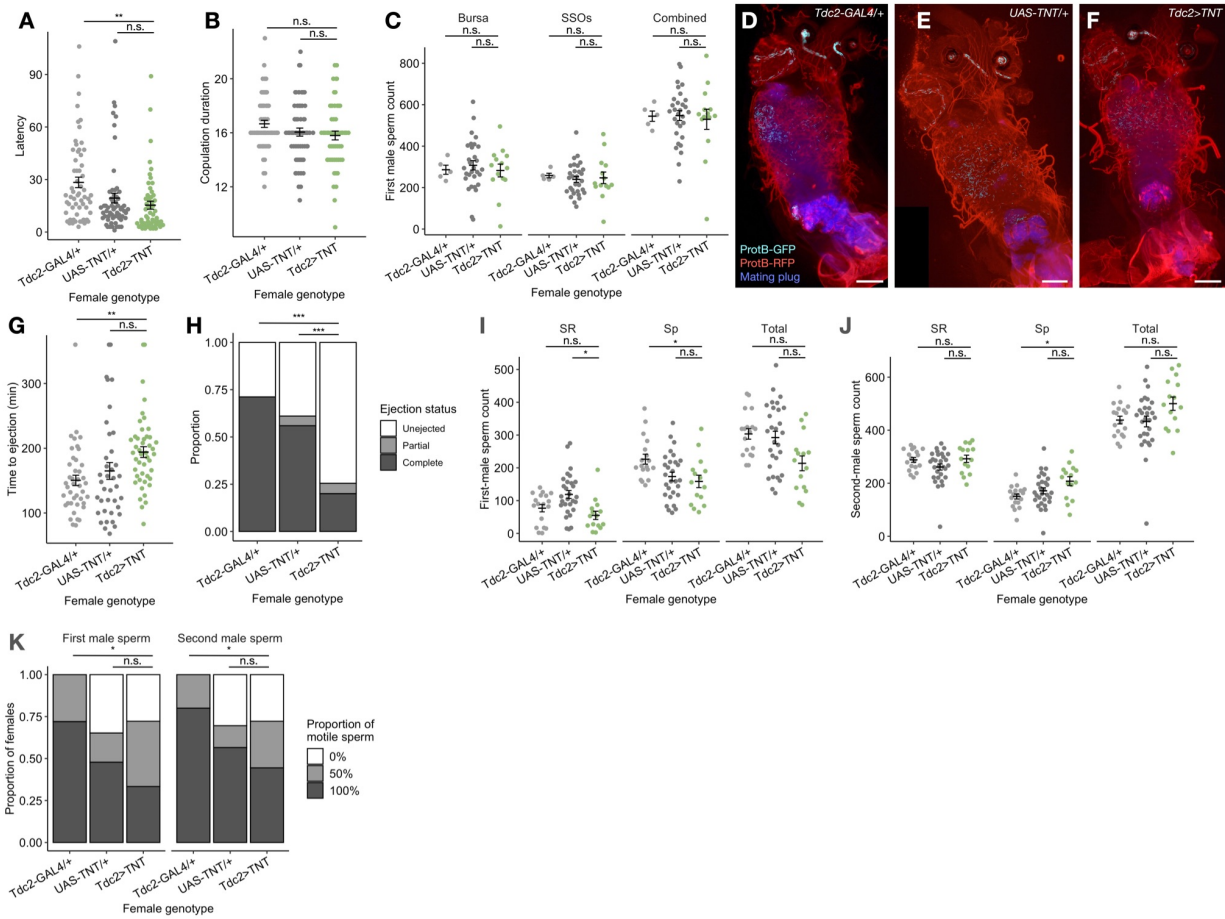 A
**
n.s.
Latency
90
60
30
0
Tdc2-GAL4/+
UAS-TNT/+
Tdc2>TNT
Female genotype
B
n.s.
n.s.
Copulation duration
21
18
15
12
Tdc2-GAL4/+
UAS-TNT/+
Tdc2>TNT
Female genotype
C
Bursa
SSOs
Combined
n.s.
n.s.
n.s.
n.s.
n.s.
n.s.
First male sperm count
800
600
400
200
0
Tdc2-GAL4/+
UAS-TNT/+
Tdc2>TNT
Tdc2-GAL4/+
UAS-TNT/+
Tdc2>TNT
Tdc2-GAL4/+
UAS-TNT/+
Tdc2>TNT
Female genotype
D
Tdc2-GAL4/+
ProtB-GFP
ProtB-RFP
Mating plug
E
UAS-TNT/+
F
Tdc2>TNT
G
**
n.s.
Time to ejection (min)
300
200
100
Tdc2-GAL4/+
UAS-TNT/+
Tdc2>TNT
Female genotype
H
***
***
Proportion
1.00
0.75
0.50
0.25
0.00
Tdc2-GAL4/+
UAS-TNT/+
Tdc2>TNT
Female genotype
Ejection status
Unejected
Partial
Complete
I
SR
Sp
Total
n.s.
*
*
n.s.
n.s.
n.s.
First-male sperm count
500
400
300
200
100
0
Tdc2-GAL4/+
UAS-TNT/+
Tdc2>TNT
Tdc2-GAL4/+
UAS-TNT/+
Tdc2>TNT
Tdc2-GAL4/+
UAS-TNT/+
Tdc2>TNT
Female genotype
J
SR
Sp
Total
n.s.
n.s.
*
n.s.
n.s.
n.s.
Second-male sperm count
600
400
200
0
Tdc2-GAL4/+
UAS-TNT/+
Tdc2>TNT
Tdc2-GAL4/+
UAS-TNT/+
Tdc2>TNT
Tdc2-GAL4/+
UAS-TNT/+
Tdc2>TNT
Female genotype
K
First male sperm
Second male sperm
*
n.s.
*
n.s.
Proportion of females
1.00
0.75
0.50
0.25
0.00
Tdc2-GAL4/+
UAS-TNT/+
Tdc2>TNT
Tdc2-GAL4/+
UAS-TNT/+
Tdc2>TNT
Female genotype
Proportion of
motile sperm
0%
50%
100%